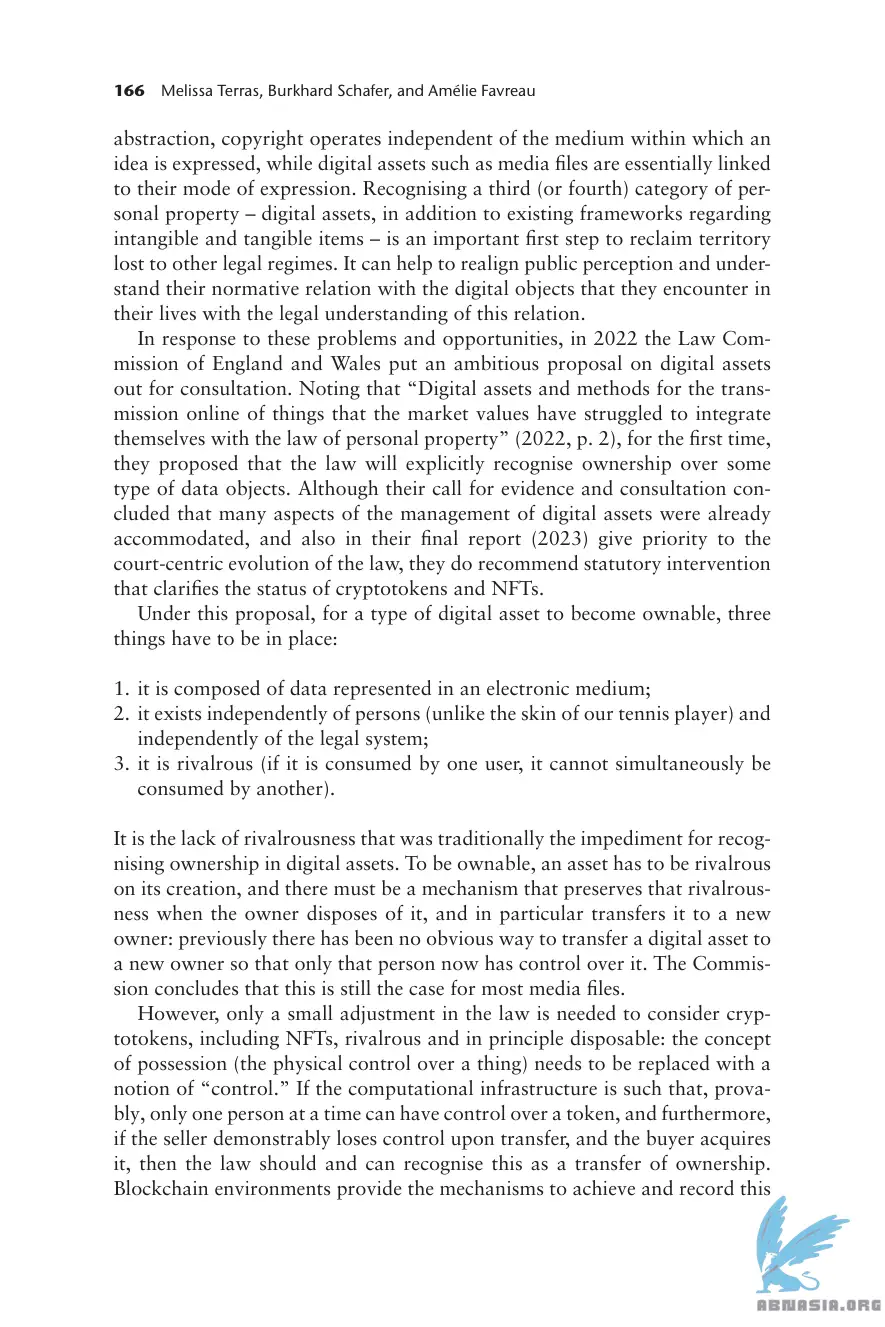 166 Melissa Terras, Burkhard Schafer, and Amélie Favreau
abstraction, copyright operates independent of the medium within which an
idea is expressed, while digital assets such as media files are essentially linked
to their mode of expression. Recognising a third (or fourth) category of per-
sonal property – digital assets, in addition to existing frameworks regarding
intangible and tangible items – is an important first step to reclaim territory
lost to other legal regimes. It can help to realign public perception and under-
stand their normative relation with the digital objects that they encounter in
their lives with the legal understanding of this relation.
In response to these problems and opportunities, in 2022 the Law Com-
mission of England and Wales put an ambitious proposal on digital assets
out for consultation. Noting that “Digital assets and methods for the trans-
mission online of things that the market values have struggled to integrate
themselves with the law of personal property” (2022, p. 2), for the first time,
they proposed that the law will explicitly recognise ownership over some
type of data objects. Although their call for evidence and consultation con-
cluded that many aspects of the management of digital assets were already
accommodated, and also in their final report (2023) give priority to the
court-centric evolution of the law, they do recommend statutory intervention
that clarifies the status of cryptotokens and NFTs.
Under this proposal, for a type of digital asset to become ownable, three
things have to be in place:
1. it is composed of data represented in an electronic medium;
2. it exists independently of persons (unlike the skin of our tennis player) and
independently of the legal system;
3. it is rivalrous (if it is consumed by one user, it cannot simultaneously be
consumed by another).
It is the lack of rivalrousness that was traditionally the impediment for recog-
nising ownership in digital assets. To be ownable, an asset has to be rivalrous
on its creation, and there must be a mechanism that preserves that rivalrous-
ness when the owner disposes of it, and in particular transfers it to a new
owner: previously there has been no obvious way to transfer a digital asset to
a new owner so that only that person now has control over it. The Commis-
sion concludes that this is still the case for most media files.
However, only a small adjustment in the law is needed to consider cryp-
totokens, including NFTs, rivalrous and in principle disposable: the concept
of possession (the physical control over a thing) needs to be replaced with a
notion of “control.” If the computational infrastructure is such that, prova-
bly, only one person at a time can have control over a token, and furthermore,
if the seller demonstrably loses control upon transfer, and the buyer acquires
it, then the law should and can recognise this as a transfer of ownership.
Blockchain environments provide the mechanisms to achieve and record this
ABNASIA.ORG